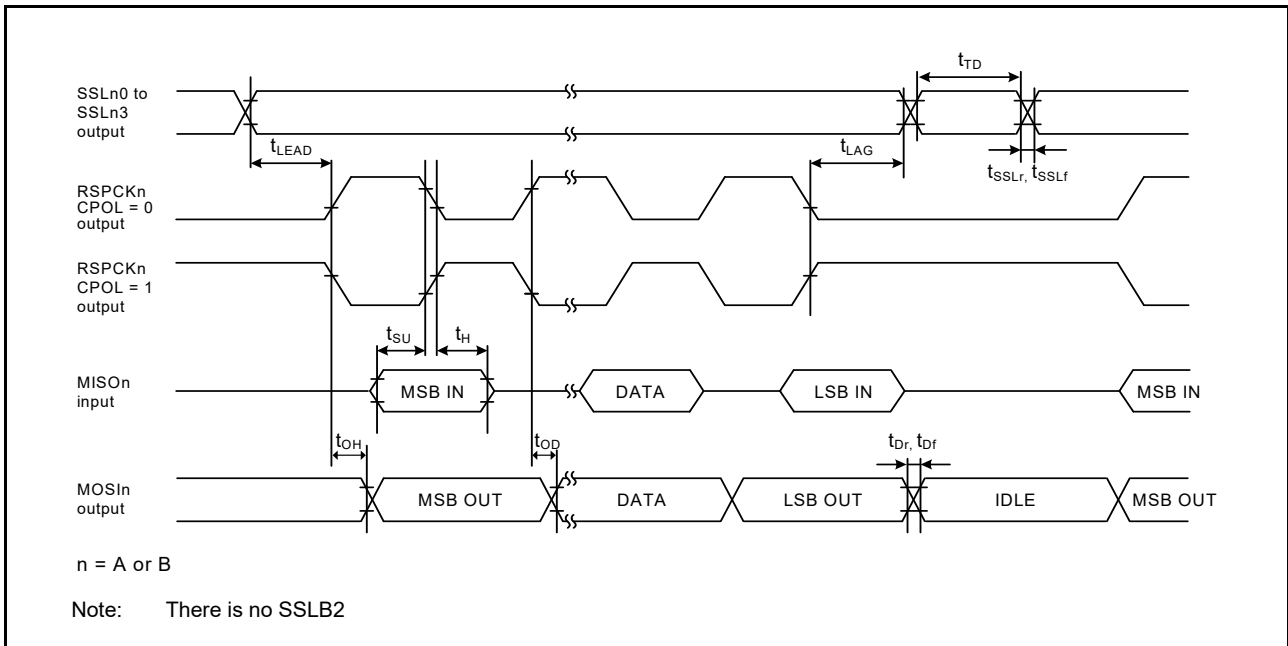 tTD
SSLn0 to
SSLn3
output
tLEAD
tLAG
tSSLr, tSSLf
RSPCKn
CPOL = 0
output
RSPCKn
CPOL = 1
output
tSU
tH
MISOn
input
MSB IN
DATA
LSB IN
MSB IN
tOH
tOD
tDr, tDf
MOSIn
output
MSB OUT
DATA
LSB OUT
IDLE
MSB OUT
n = A or B
Note: There is no SSLB2